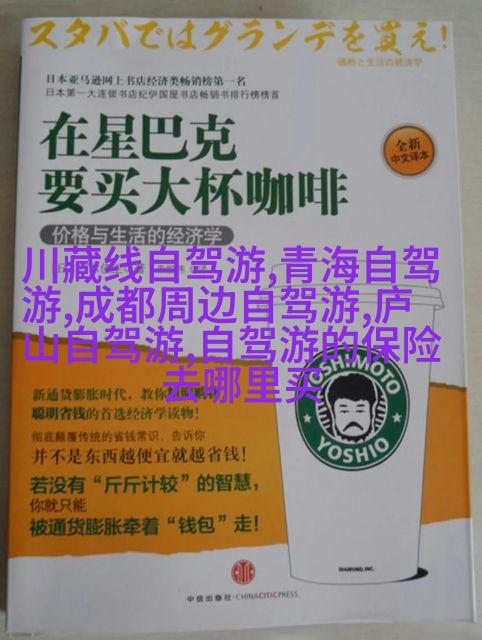 スタバではグランデを買え!
価格と生活の経済学
日本亚马逊网上书店经济类畅销榜第一名
日本第一大连锁书店纪伊国屋书店畅销书排行榜榜首
在星巴克
要买大杯咖啡
全新
中文译本
价格与生活的经济学
川藏线自驾游,青海自驾
游,成都周边自驾游,庐
山自驾游,自驾游的保险
去哪里买
YOSHIMOTO
YOSHIO
新通货膨胀时代,教你
聪明省钱的首选经济学读物!
彻底颠覆传统的省钱常识,告诉你
并不是东西越便宜就越省钱!
若没有“斤斤计较”的智慧,
你就只能
被通货膨胀牵着“钱包”走!
DIAMOND,INC.
中信出版社·CHINACITICPRESS